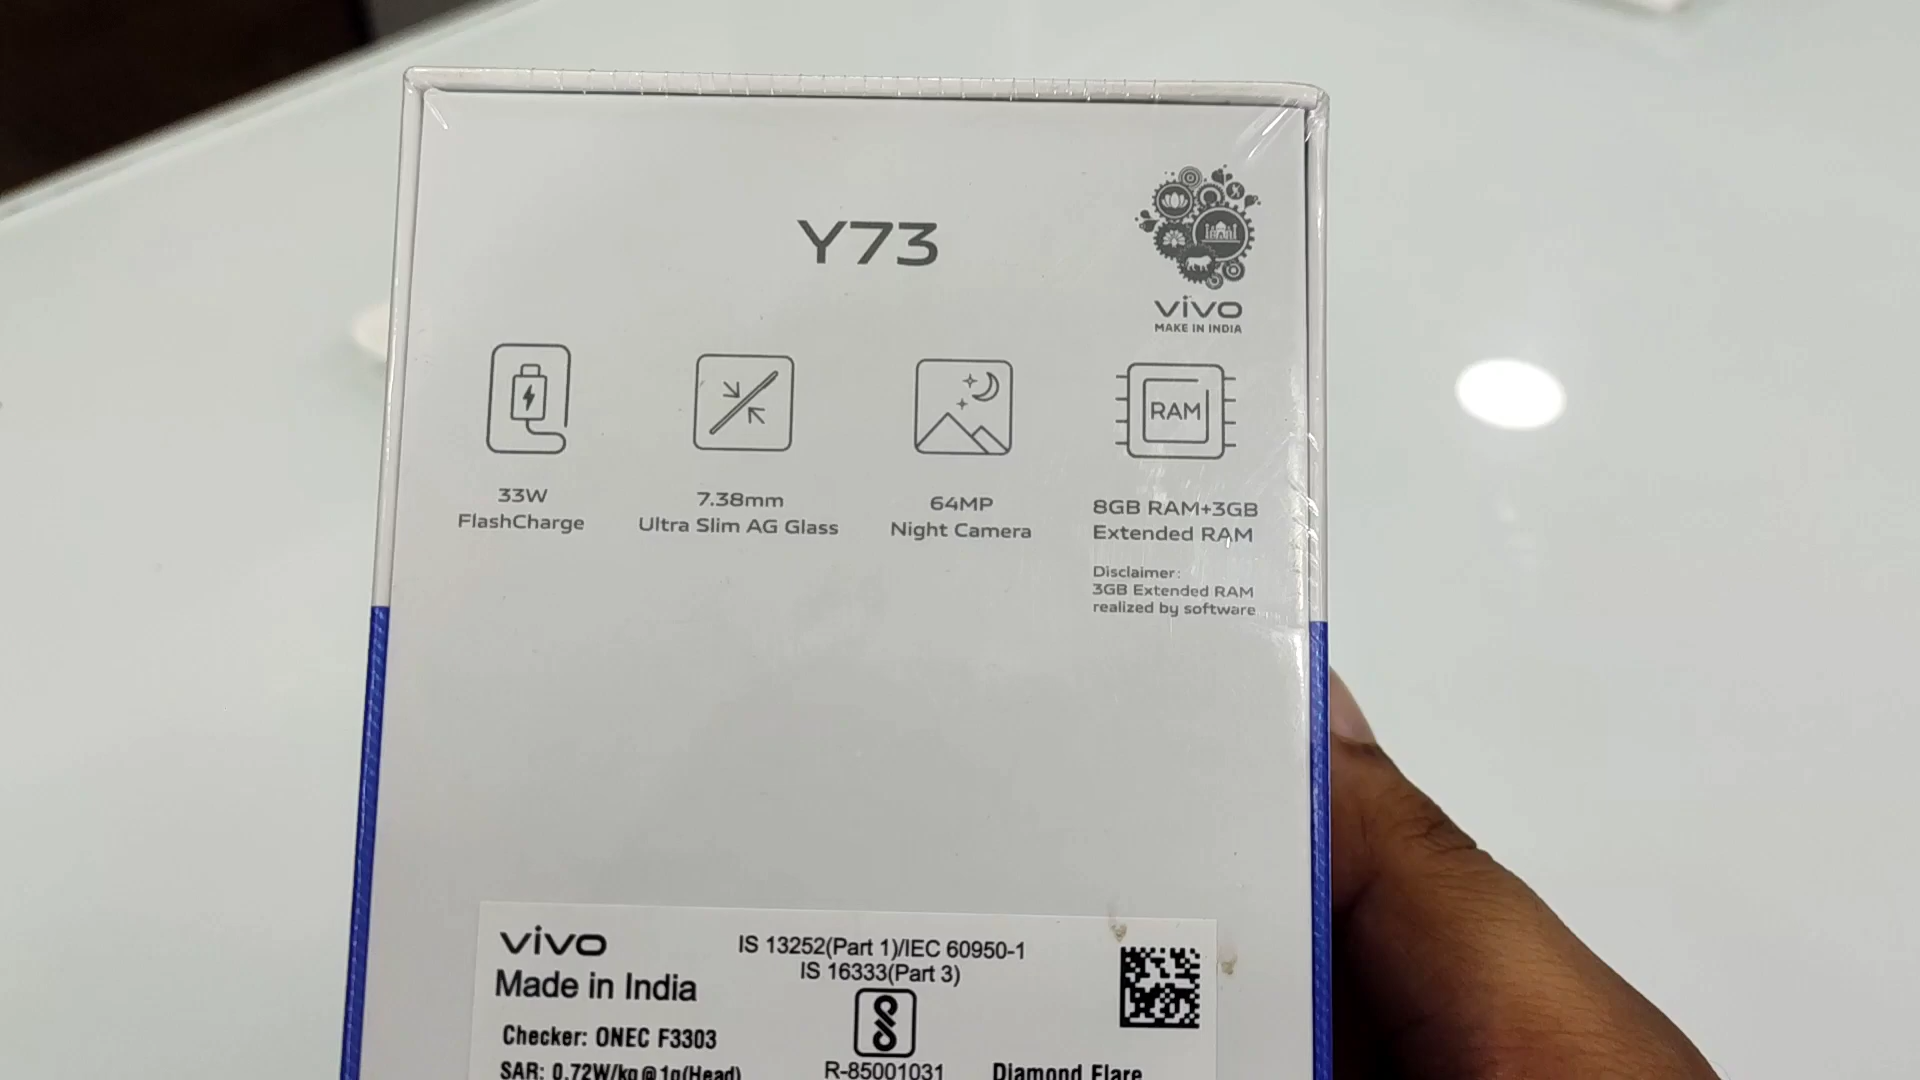 Y73
vivo
MAKE IN INDIA
RAM
33W
FlashCharge
7.38mm
Ultra Slim AG Glass
64MP
Night Camera
8GB RAM+3GB
Extended RAM
Disclaimer:
3GB Extended RAM
realized by software
vivo
Made in India
Checker: ONEC F3303
SAR: 0.72W/kg@1g(Head)
IS 13252(Part 1)/IEC 60950-1
IS 16333(Part 3)
R-85001031
Diamond Flare